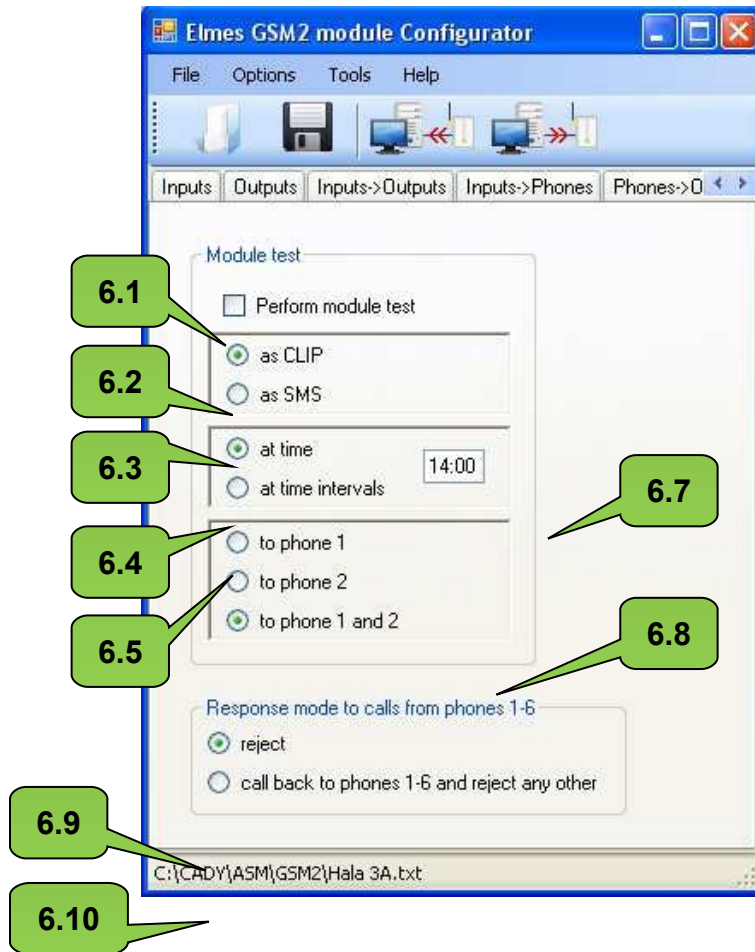 Elmes GSM2 module Configurator
File Options Tools Help
Inputs Outputs Inputs->Outputs Inputs->Phones Phones->O
Module test
6.1
Perform module test
as CLIP
6.2
as SMS
6.3
at time
14:00
at time intervals
6.7
6.4
to phone 1
to phone 2
6.5
to phone 1 and 2
6.8
Response mode to calls from phones 1-6
reject
call back to phones 1-6 and reject any other
6.9
C:\CADY\ASM\GSM2\Hala 3A.txt
6.10